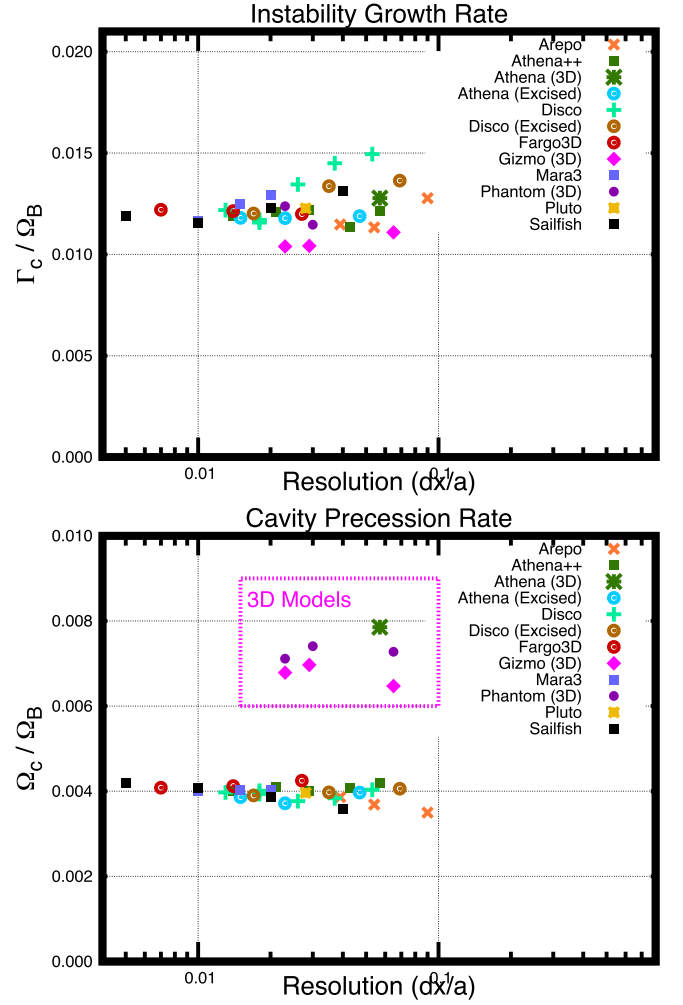 Instability Growth Rate
0.020
0.015
0.010
0.005
0.000
Γc / ΩB
Arepo
Athena++
Athena (3D)
Athena (Excised)
Disco
Disco (Excised)
Fargo3D
Gizmo (3D)
Mara3
Phantom (3D)
Pluto
Sailfish
0.01
0.1
Resolution (dx/a)
Cavity Precession Rate
0.010
0.008
0.006
0.004
0.002
0.000
Ωc / ΩB
3D Models
Arepo
Athena++
Athena (3D)
Athena (Excised)
Disco
Disco (Excised)
Fargo3D
Gizmo (3D)
Mara3
Phantom (3D)
Pluto
Sailfish
0.01
0.1
Resolution (dx/a)